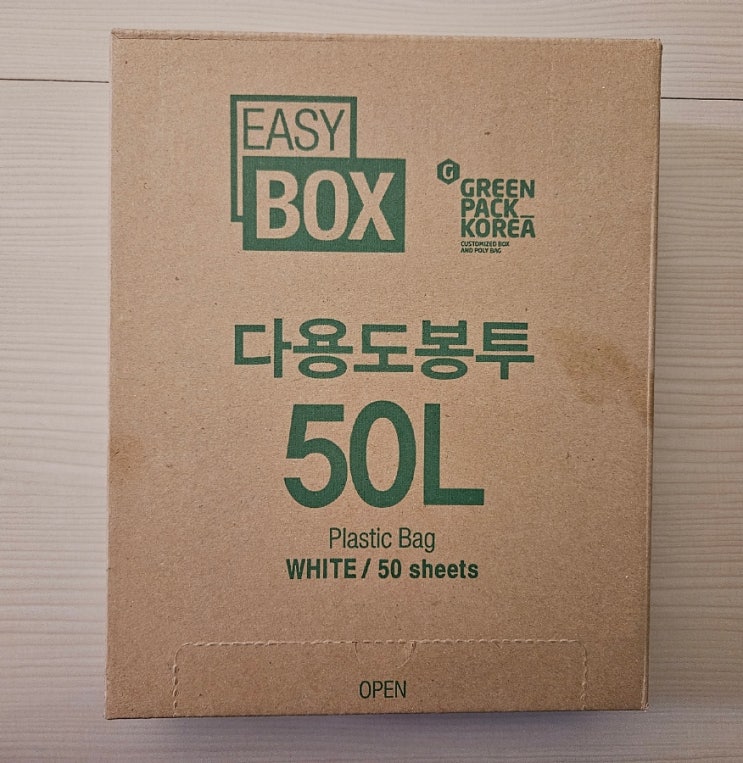 EASY
BOX
G
GREEN
PACK_
KOREA
CUSTOMIZED BOX
AND POLY BAG
다용도봉투
50L
Plastic Bag
WHITE / 50 sheets
OPEN